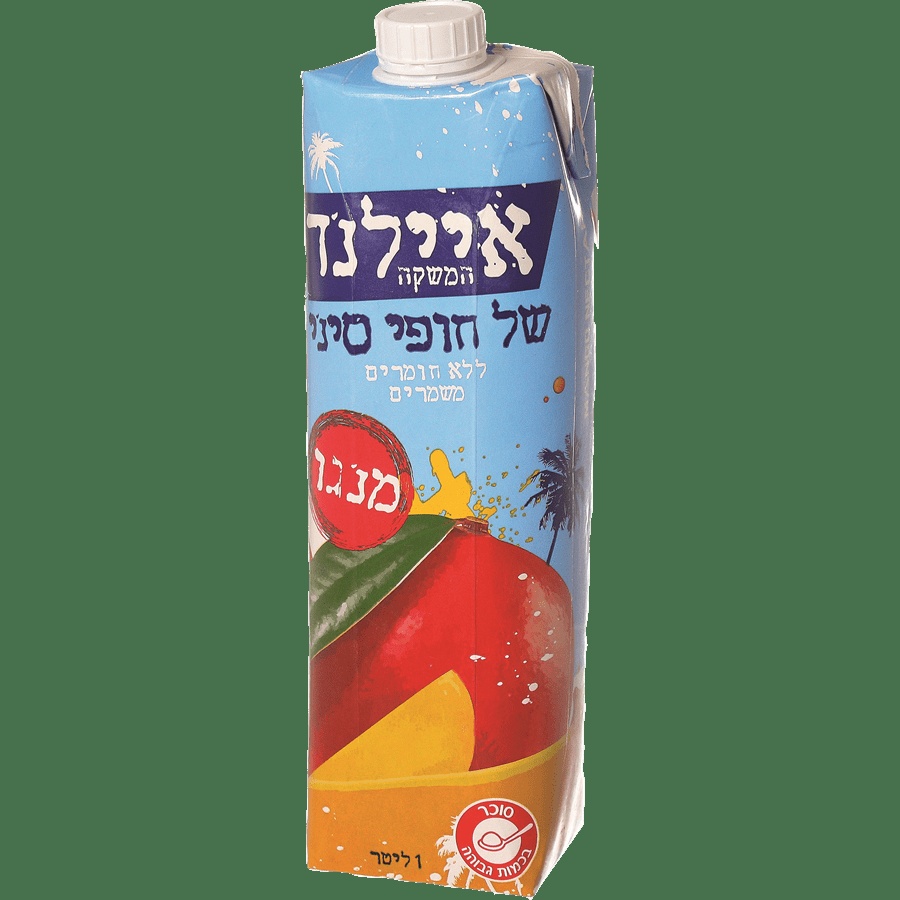 איילנד
המשקה
של חופי סיני
ללא חומרים
משמרים
מנגו
סוכר
בכמות גבוהה
1 ליטר